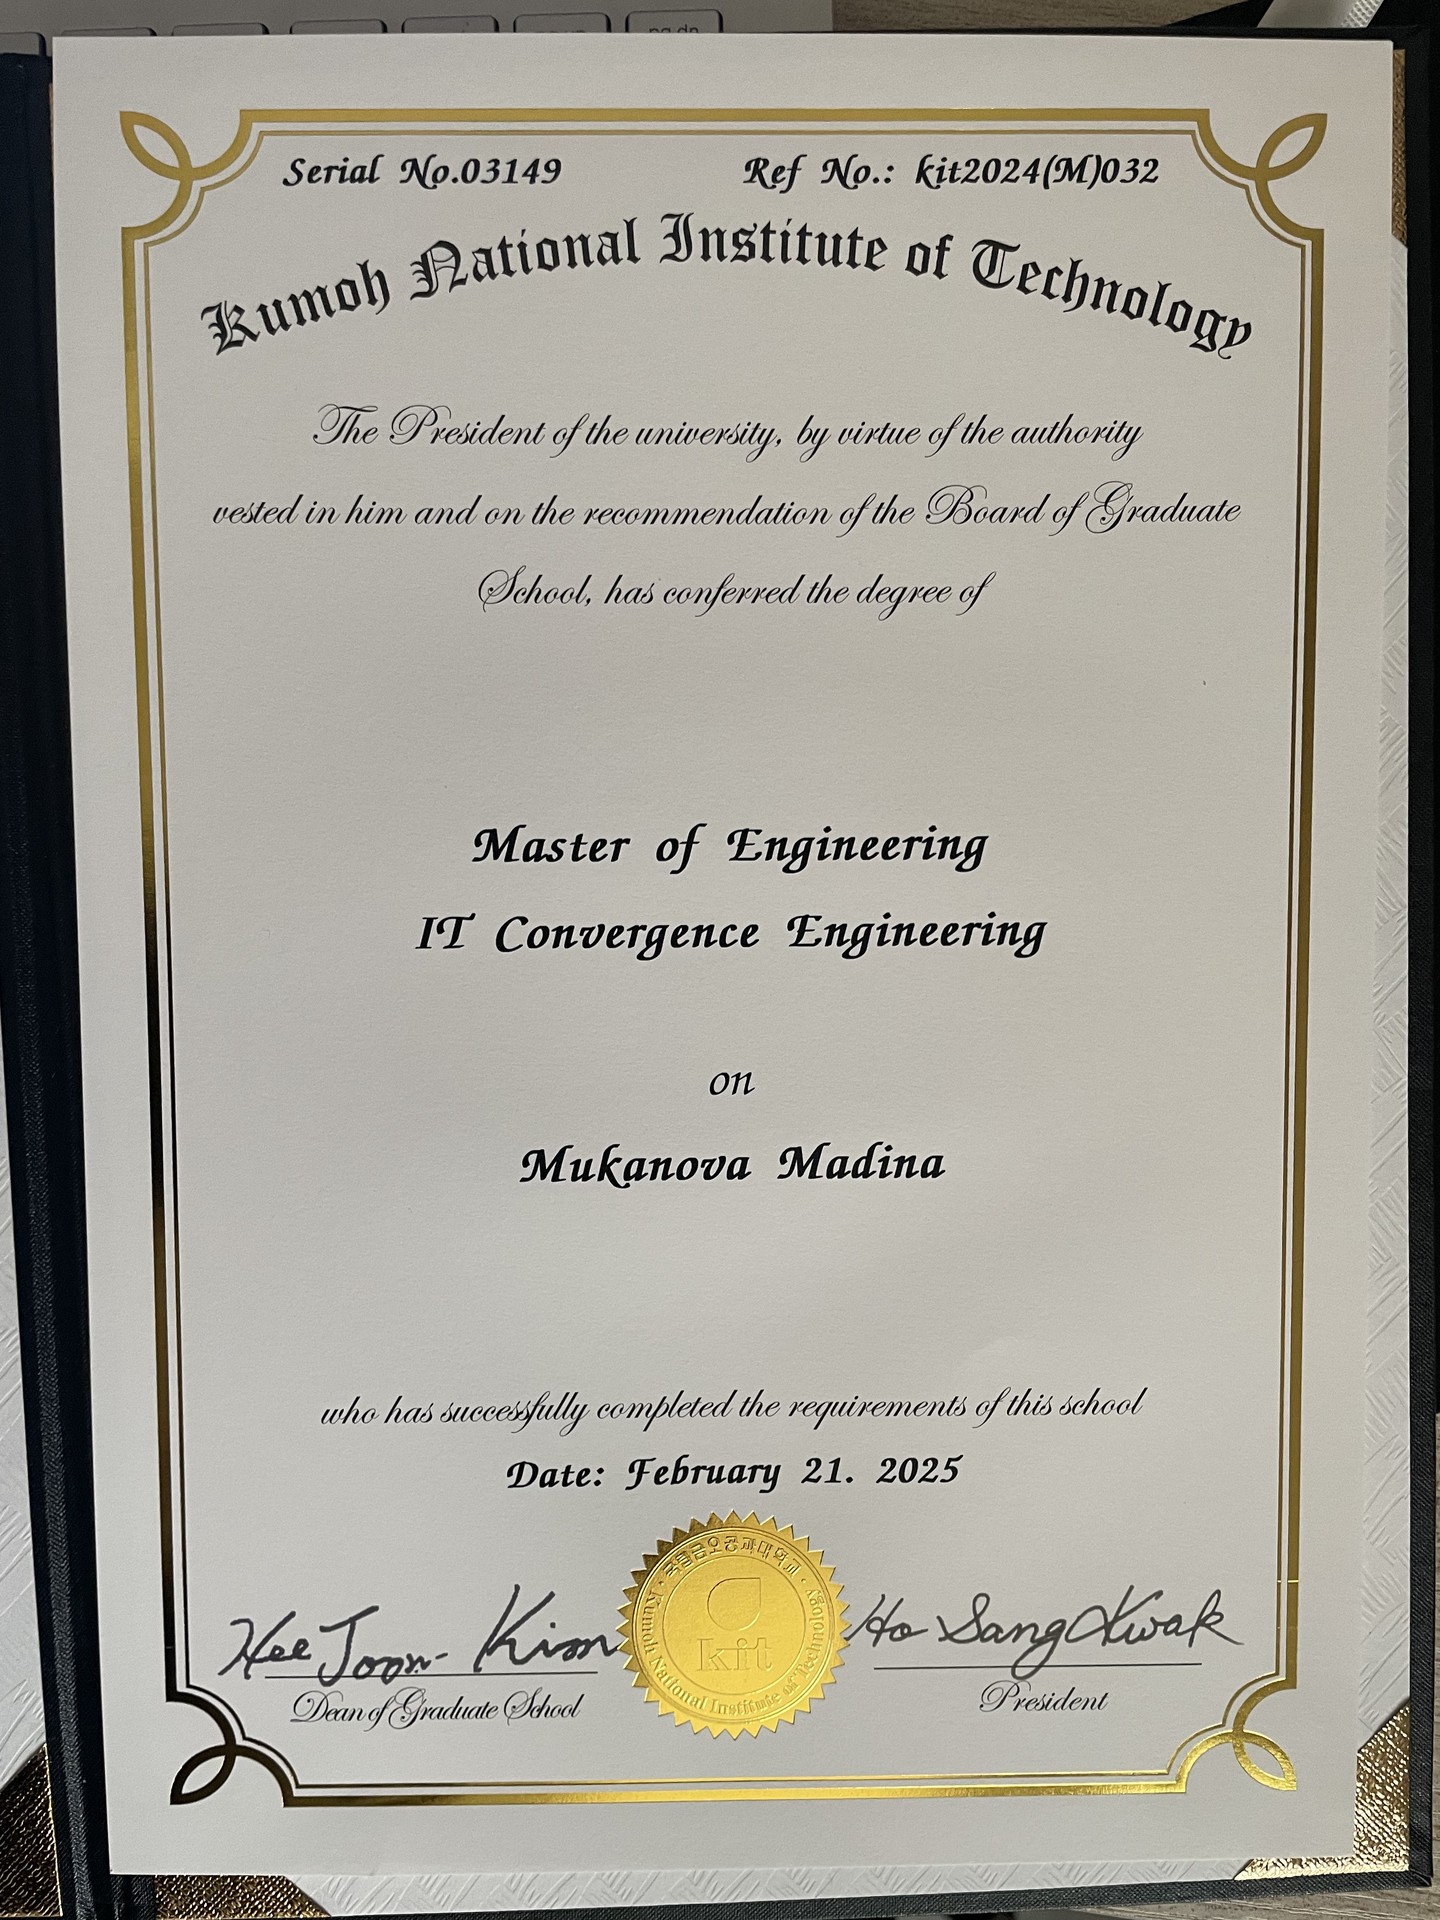 pg dn
Serial No.03149 Ref No.: kit2024(M)032
Kumoh National Institute of Technology
The President of the university, by virtue of the authority
vested in him and on the recommendation of the Board of Graduate
School, has conferred the degree of
Master of Engineering
IT Convergence Engineering
on
Mukanova Madina
who has successfully completed the requirements of this school
Date: February 21. 2025
국립금오공과대학교
kit
Kumoh National Institute of Technology
Hee Joon Kim
Dean of Graduate School
Ho Sang Kwak
President